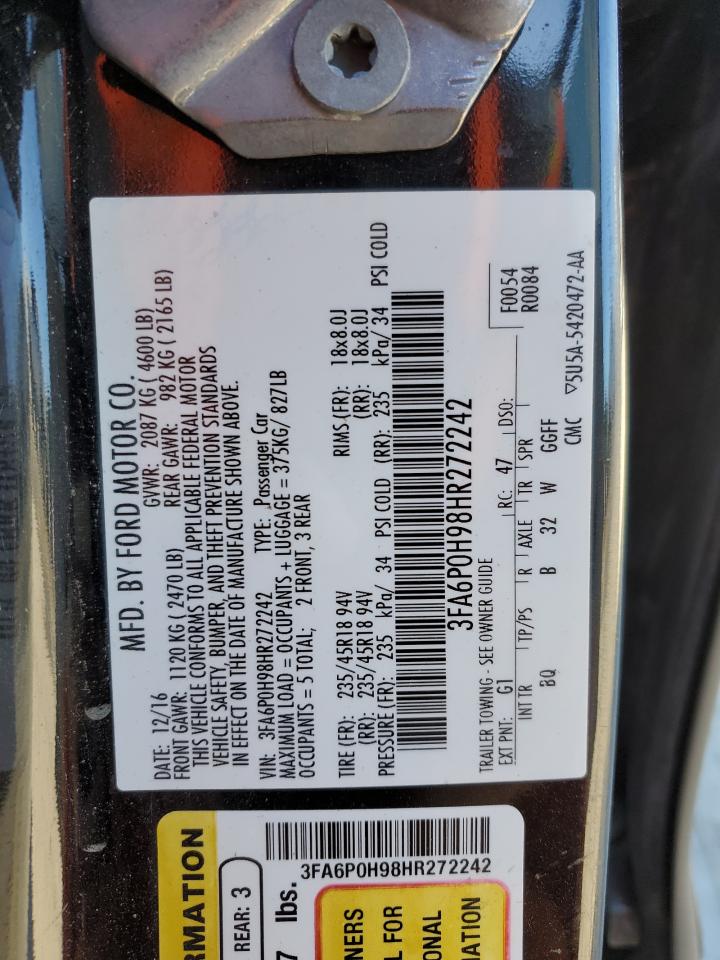 MFD. BY FORD MOTOR CO.
DATE: 12/16 GVWR: 2087 KG ( 4600 LB)
FRONT GAWR: 1120 KG ( 2470 LB) REAR GAWR: 982 KG ( 2165 LB)
THIS VEHICLE CONFORMS TO ALL APPLICABLE FEDERAL MOTOR
VEHICLE SAFETY, BUMPER, AND THEFT PREVENTION STANDARDS
IN EFFECT ON THE DATE OF MANUFACTURE SHOWN ABOVE.
VIN: 3FA6P0H98HR272242 TYPE: Passenger Car
MAXIMUM LOAD = OCCUPANTS + LUGGAGE = 375KG/ 827LB
OCCUPANTS = 5 TOTAL; 2 FRONT, 3 REAR
TIRE (FR): 235/45R18 94V RIMS (FR): 18x8.0J
(RR): 235/45R18 94V (RR): 18x8.0J
PRESSURE (FR): 235 kPa/ 34 PSI COLD (RR): 235 kPa/ 34 PSI COLD
3FA6P0H98HR272242
TRAILER TOWING - SEE OWNER GUIDE
EXT PNT: G1 RC: 47 DSO: F0054
R0084
INT TR TP/PS R AXLE TR SPR
BQ B 32 W GGFF
CMC ▽5U5A-5420472-AA
RMATION
REAR: 3
7 lbs.
3FA6P0H98HR272242
NERS
L FOR
IONAL
ATION